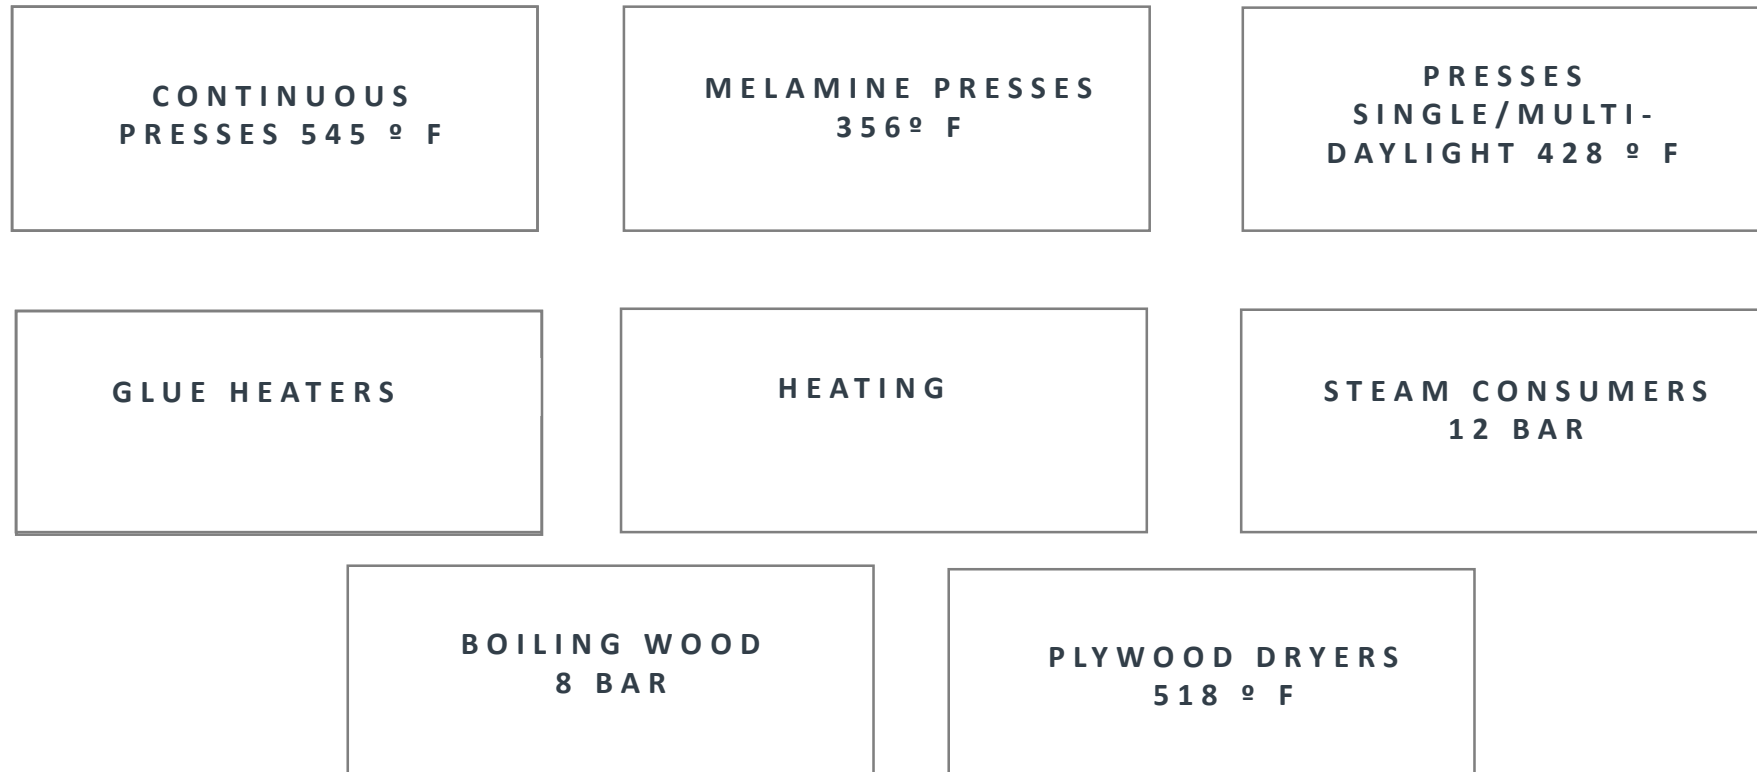 CONTINUOUS
PRESSES 545 º F
MELAMINE PRESSES
356º F
PRESSES
SINGLE/MULTI-
DAYLIGHT 428 º F
GLUE HEATERS
HEATING
STEAM CONSUMERS
12 BAR
BOILING WOOD
8 BAR
PLYWOOD DRYERS
518 º F